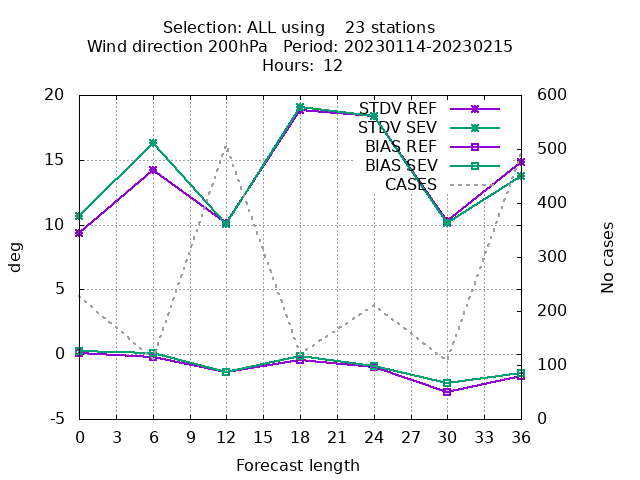 Selection: ALL using    23 stations
Wind direction 200hPa   Period: 20230114-20230215
Hours: 12
20
15
10
5
0
-5
deg
STDV REF
STDV SEV
BIAS REF
BIAS SEV
CASES
600
500
400
300
200
100
0
No cases
0 3 6 9 12 15 18 21 24 27 30 33 36
Forecast length